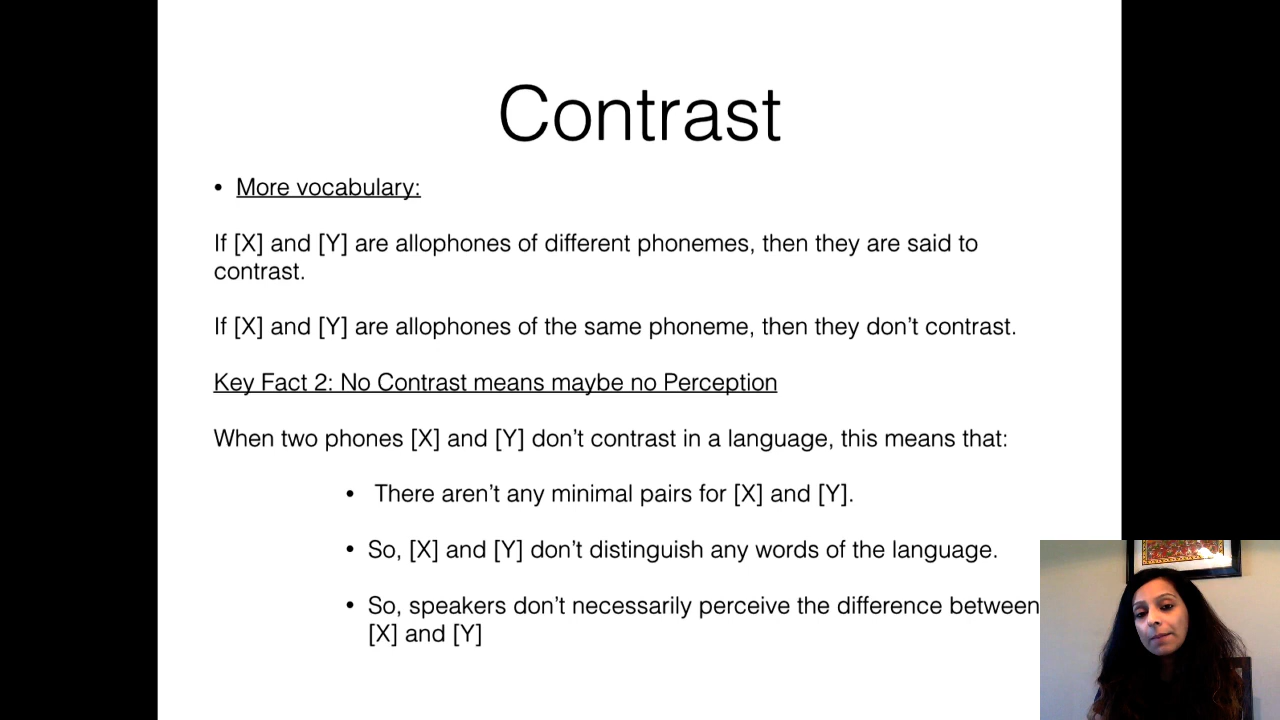 Contrast
• More vocabulary:
If [X] and [Y] are allophones of different phonemes, then they are said to
contrast.
If [X] and [Y] are allophones of the same phoneme, then they don’t contrast.
Key Fact 2: No Contrast means maybe no Perception
When two phones [X] and [Y] don’t contrast in a language, this means that:
• There aren’t any minimal pairs for [X] and [Y].
• So, [X] and [Y] don’t distinguish any words of the language.
• So, speakers don’t necessarily perceive the difference between
[X] and [Y]